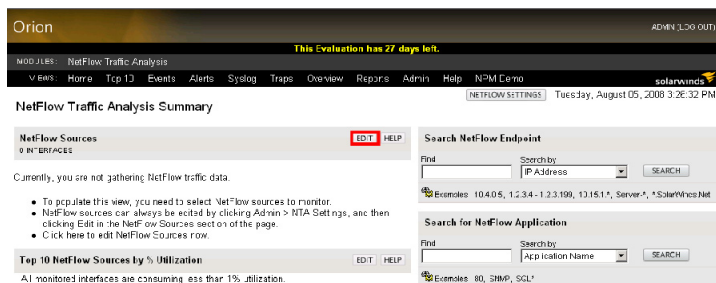 Orion
ADMIN (LOG OUT)
This Evaluation has 27 days left.
MODULES: NetFlow Traffic Analysis
VIEWS: Home Top 10 Events Alerts Syslog Traps Overview Reports Admin Help NPM Demo
solarwinds
NETFLOW SETTINGS Tuesday, August 05, 2008 3:26:32 PM
NetFlow Traffic Analysis Summary
NetFlow Sources
EDIT HELP
0 INTERFACES
Currently, you are not gathering NetFlow traffic data.
• To populate this view, you need to select NetFlow sources to monitor.
• NetFlow sources can always be edited by clicking Admin > NTA Settings, and then
clicking Edit in the NetFlow Sources section of the page.
• Click here to edit NetFlow Sources now.
Top 10 NetFlow Sources by % Utilization
EDIT HELP
All monitored interfaces are consuming less than 1% utilization.
Search NetFlow Endpoint
Find Search by
IP Address SEARCH
Examples 10.4.0.5, 1.2.3.4 - 1.2.3.199, 10.15.1.*, Server-*, *.SolarWinds.Net
Search for NetFlow Application
Find Search by
Application Name SEARCH
Examples 80, SNMP, SQL*